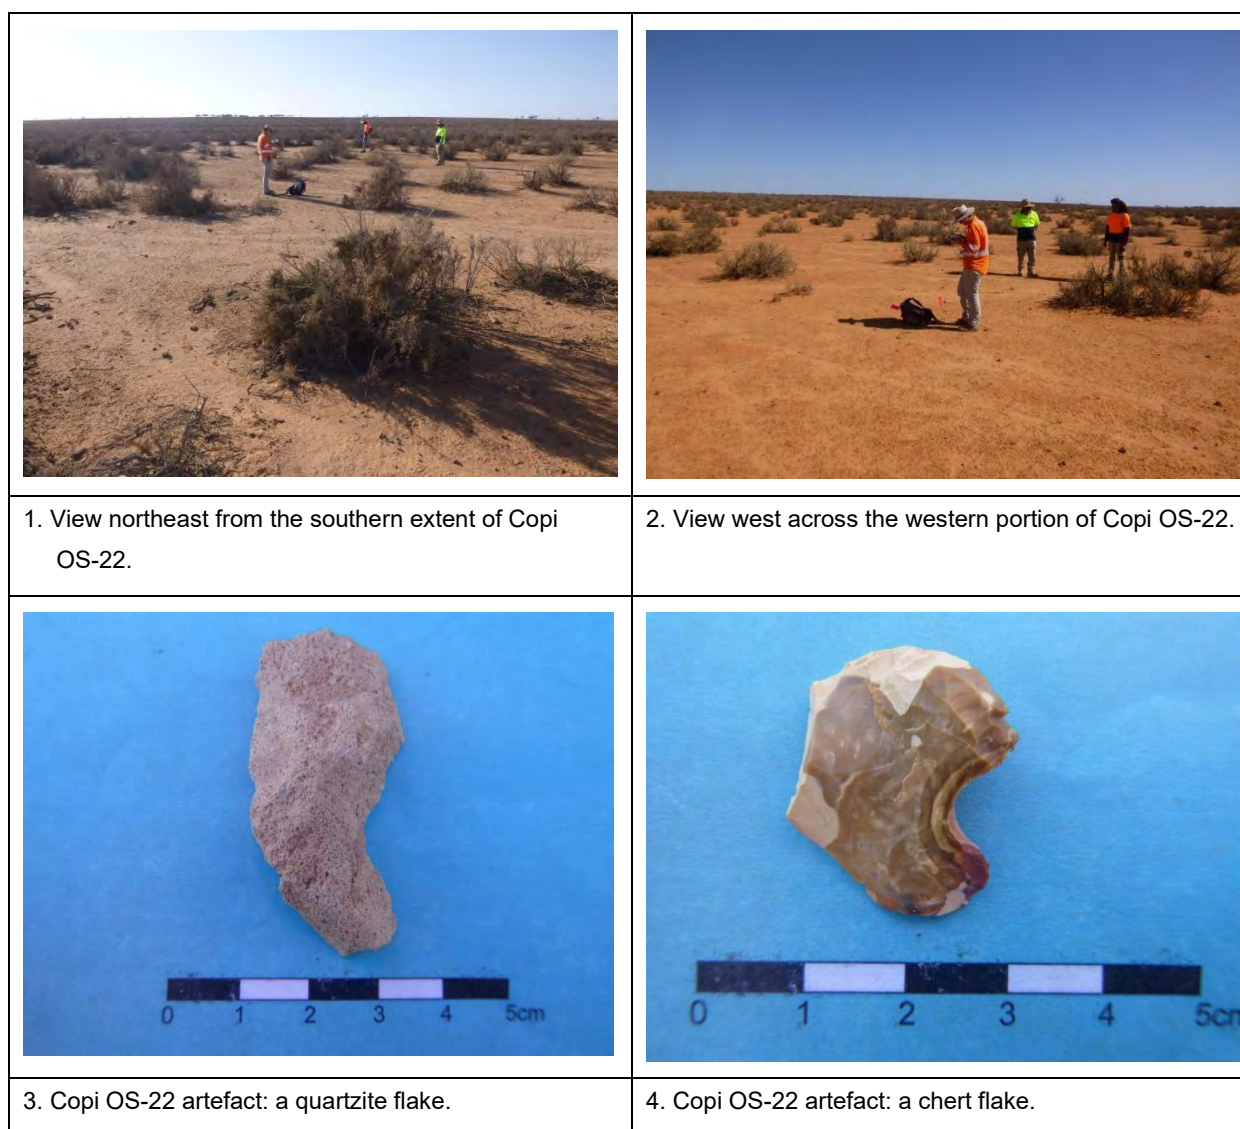 1. View northeast from the southern extent of Copi
OS-22.
2. View west across the western portion of Copi OS-22.
0 1 2 3 4 5cm
0 1 2 3 4 5cm
3. Copi OS-22 artefact: a quartzite flake.
4. Copi OS-22 artefact: a chert flake.